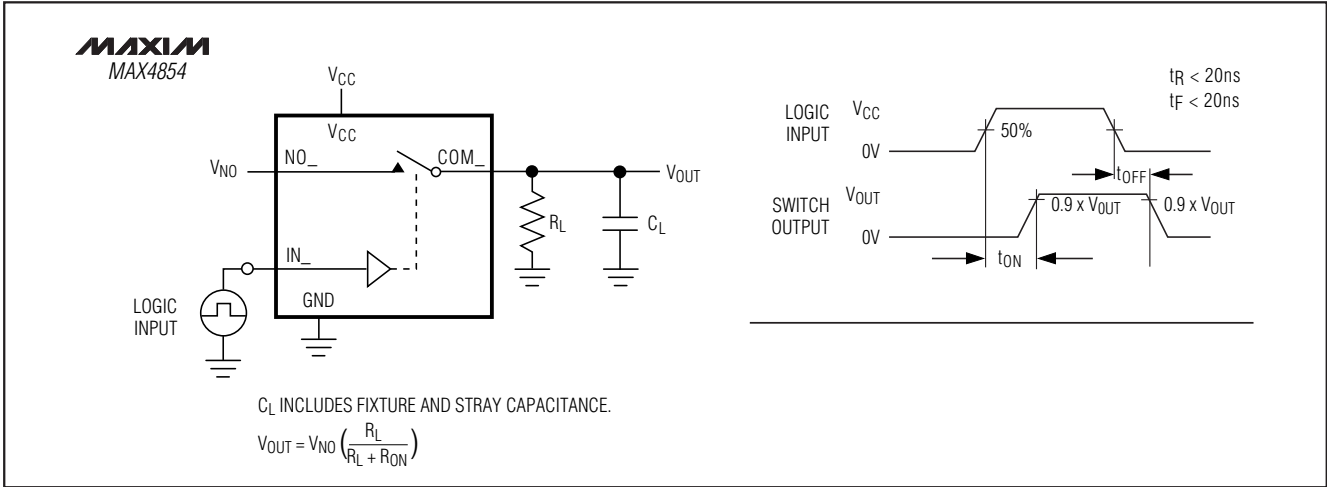 MAXIM
MAX4854
VCC
VCC
VNO
NO_
COM_
VOUT
RL
CL
IN_
GND
LOGIC
INPUT
CL INCLUDES FIXTURE AND STRAY CAPACITANCE.
VOUT = VNO (RL / RL + RON)
tR < 20ns
tF < 20ns
LOGIC
INPUT
VCC
50%
0V
tOFF
SWITCH
OUTPUT
VOUT
0.9 x VOUT
0.9 x VOUT
0V
tON